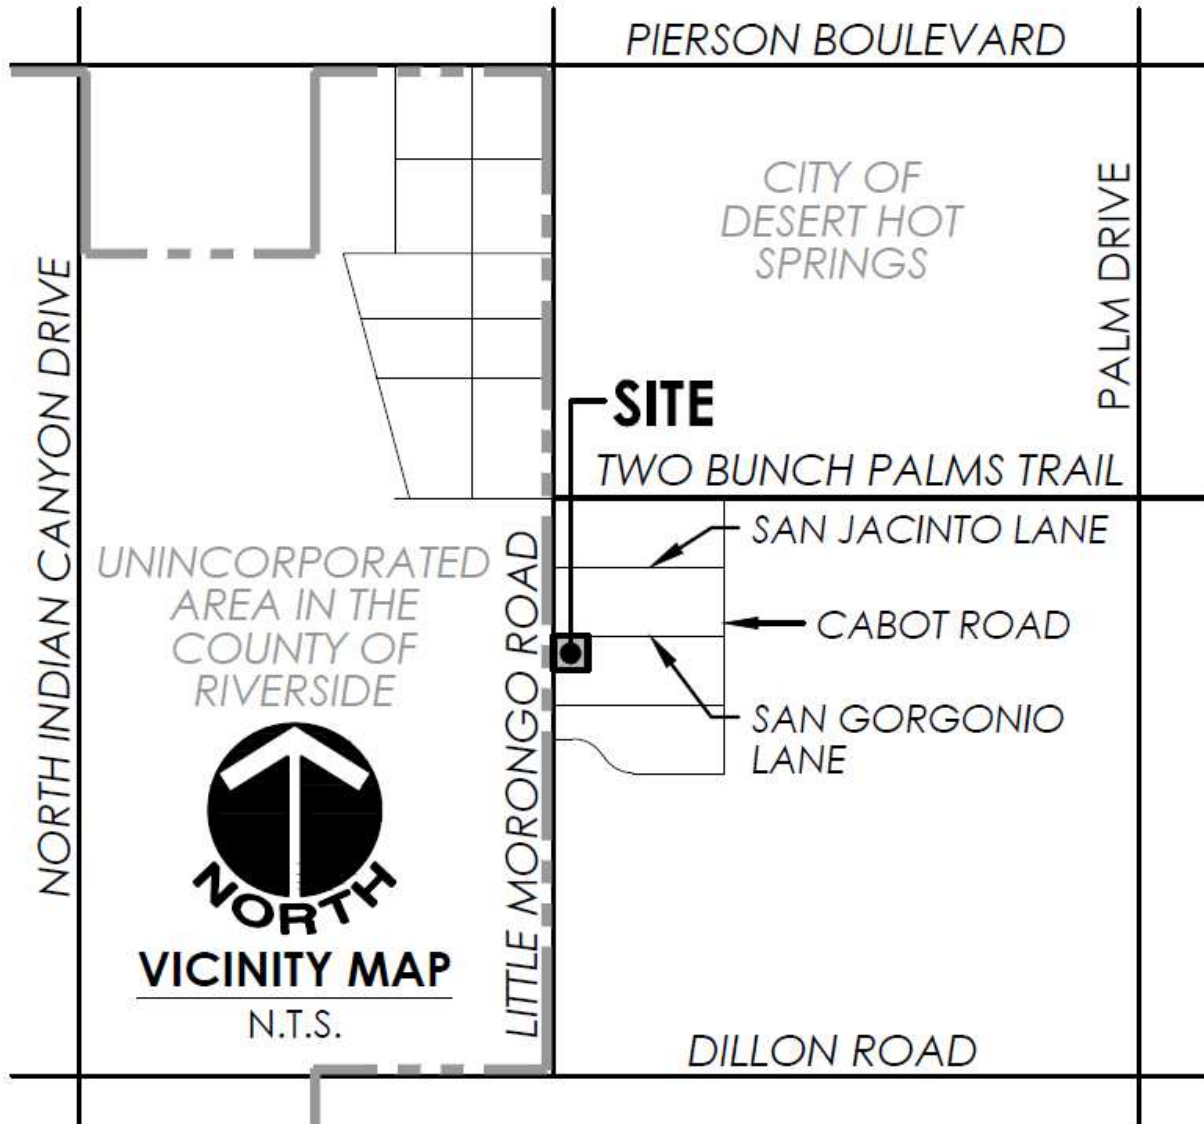 PIERSON BOULEVARD
CITY OF
DESERT HOT
SPRINGS
PALM DRIVE
NORTH INDIAN CANYON DRIVE
SITE
TWO BUNCH PALMS TRAIL
SAN JACINTO LANE
UNINCORPORATED
AREA IN THE
COUNTY OF
RIVERSIDE
LITTLE MORONGO ROAD
CABOT ROAD
SAN GORGONIO
LANE
NORTH
VICINITY MAP
N.T.S.
DILLON ROAD